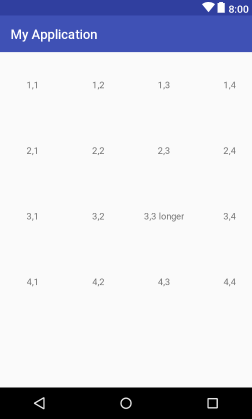 8:00
My Application
1,1 1,2 1,3 1,4
2,1 2,2 2,3 2,4
3,1 3,2 3,3 longer 3,4
4,1 4,2 4,3 4,4